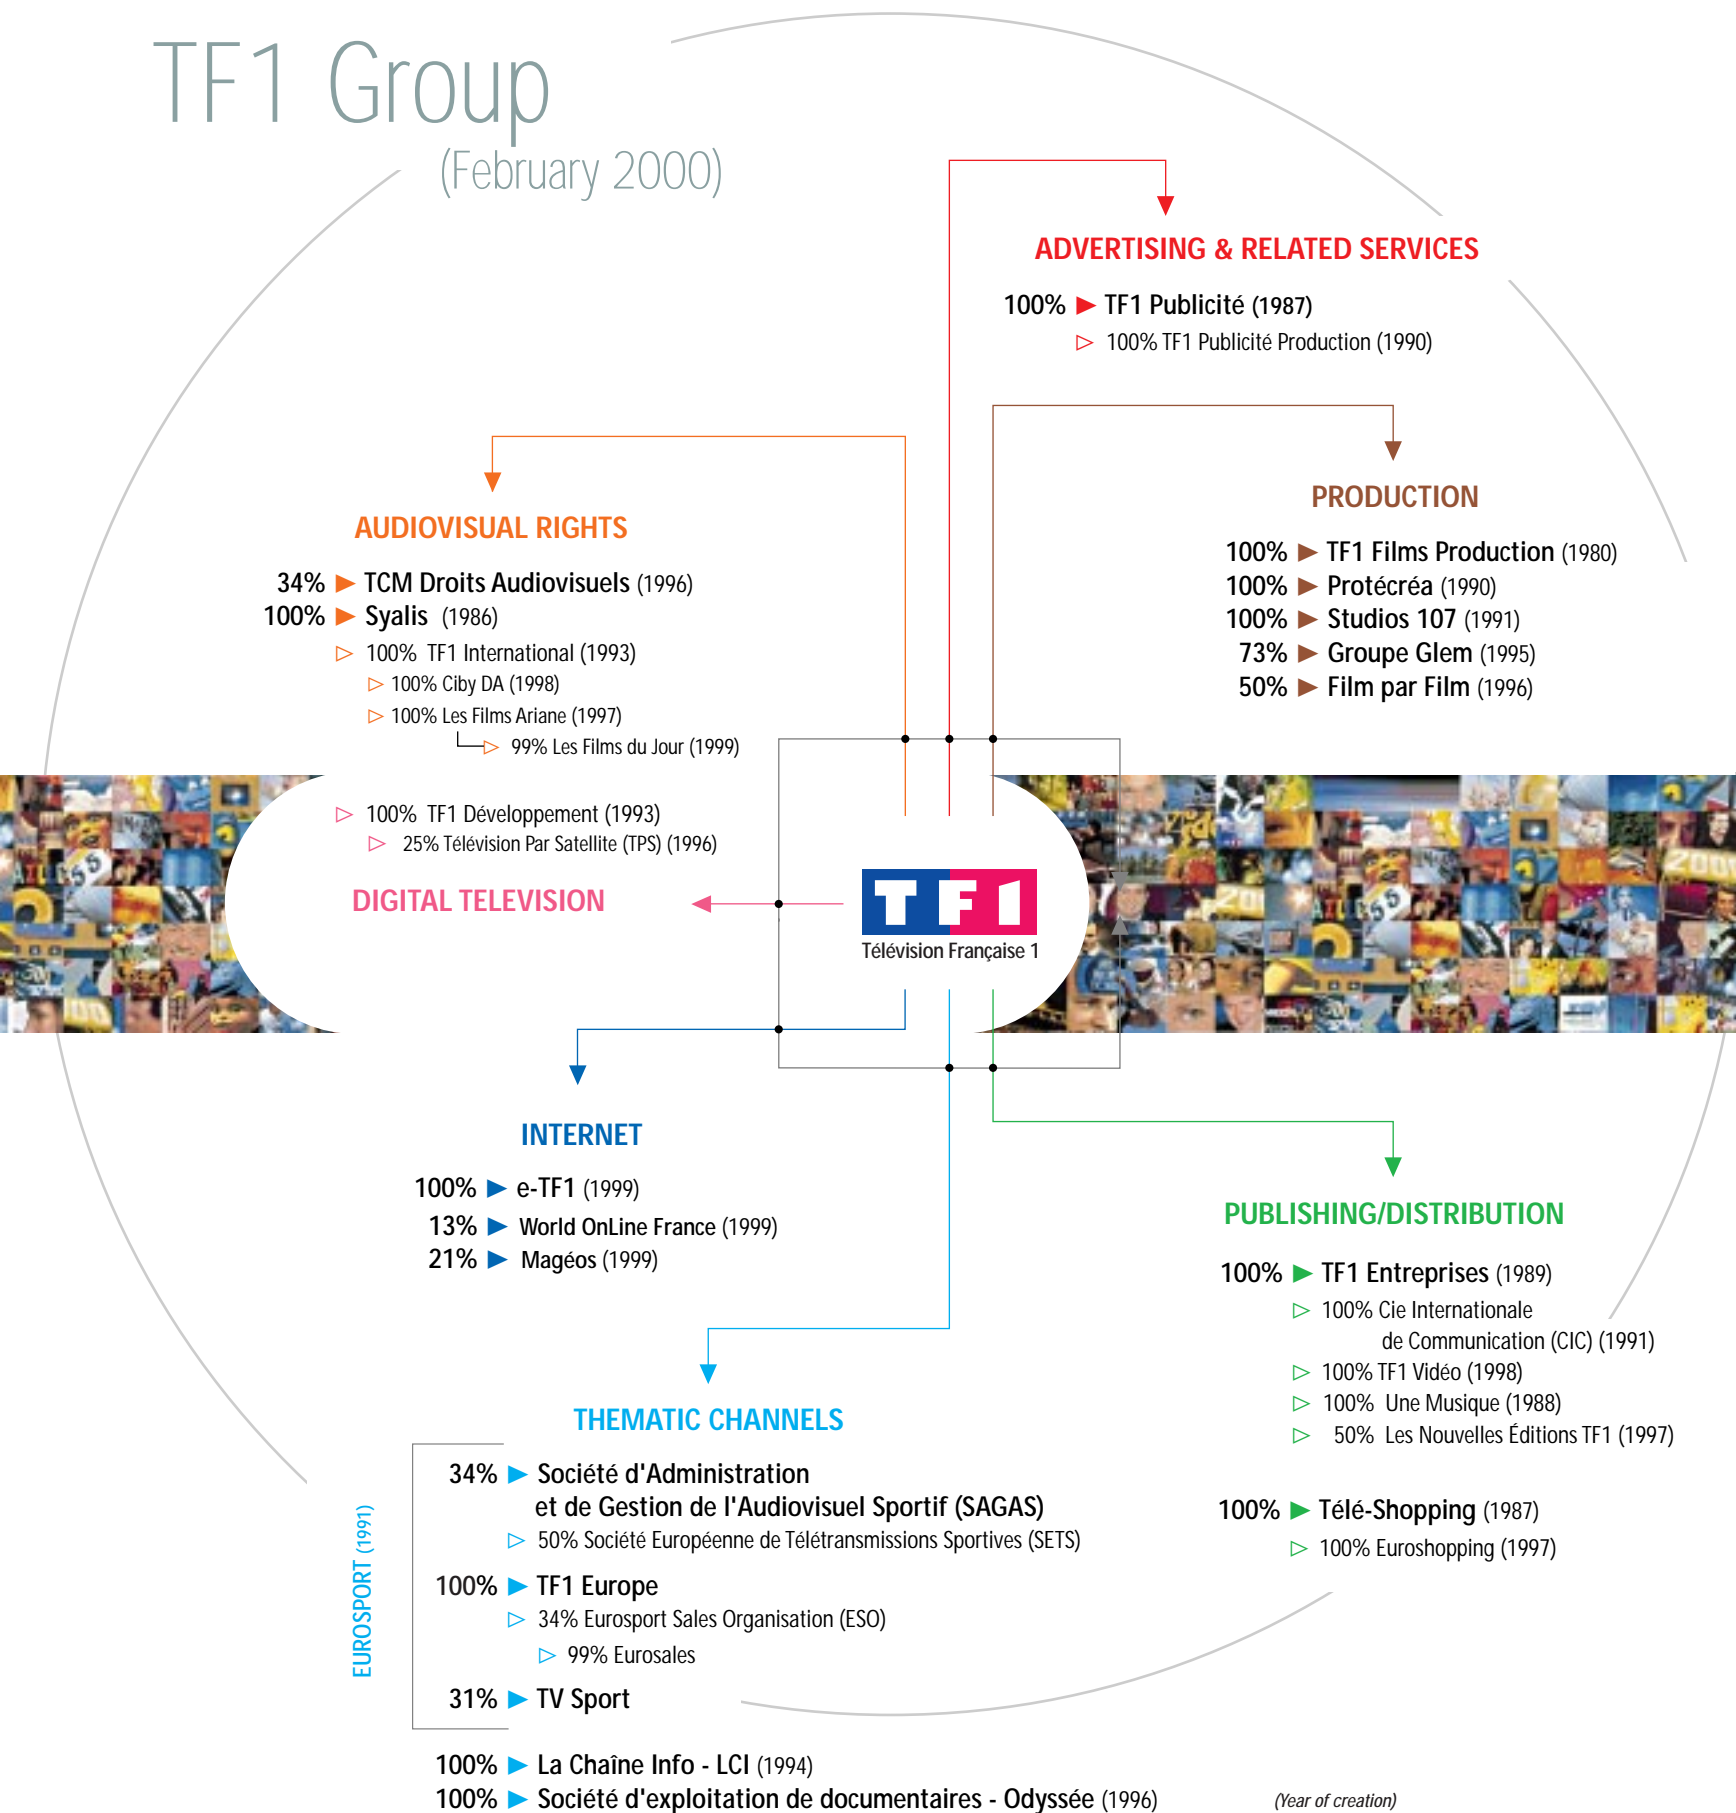 TF1 Group
(February 2000)
ADVERTISING & RELATED SERVICES
100% TF1 Publicité (1987)
100% TF1 Publicité Production (1990)
AUDIOVISUAL RIGHTS
34% TCM Droits Audiovisuels (1996)
100% Syalis (1986)
100% TF1 International (1993)
100% Ciby DA (1998)
100% Les Films Ariane (1997)
99% Les Films du Jour (1999)
PRODUCTION
100% TF1 Films Production (1980)
100% Protécréa (1990)
100% Studios 107 (1991)
73% Groupe Glem (1995)
50% Film par Film (1996)
100% TF1 Développement (1993)
25% Télévision Par Satellite (TPS) (1996)
DIGITAL TELEVISION
TF1
Télévision Française 1
INTERNET
100% e-TF1 (1999)
13% World OnLine France (1999)
21% Magéos (1999)
PUBLISHING/DISTRIBUTION
100% TF1 Entreprises (1989)
100% Cie Internationale
de Communication (CIC) (1991)
100% TF1 Vidéo (1998)
100% Une Musique (1988)
50% Les Nouvelles Éditions TF1 (1997)
100% Télé-Shopping (1987)
100% Euroshopping (1997)
THEMATIC CHANNELS
EUROSPORT (1991)
34% Société d'Administration
et de Gestion de l'Audiovisuel Sportif (SAGAS)
50% Société Européenne de Télétransmissions Sportives (SETS)
100% TF1 Europe
34% Eurosport Sales Organisation (ESO)
99% Eurosales
31% TV Sport
100% La Chaîne Info - LCI (1994)
100% Société d'exploitation de documentaires - Odyssée (1996)
(Year of creation)